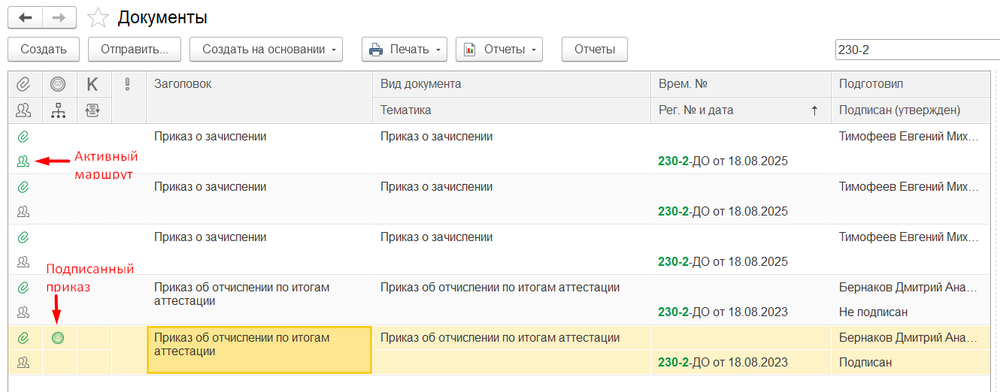 Документы
Создать
Отправить...
Создать на основании
Печать
Отчеты
Отчеты
230-2
К
Заголовок
Вид документа
Врем. №
Подготовил
Тематика
Рег. № и дата
Подписан (утвержден)
Приказ о зачислении
Приказ о зачислении
Тимофеев Евгений Мих...
Активный
маршрут
230-2-ДО от 18.08.2025
Приказ о зачислении
Приказ о зачислении
Тимофеев Евгений Мих...
230-2-ДО от 18.08.2025
Приказ о зачислении
Приказ о зачислении
Тимофеев Евгений Мих...
230-2-ДО от 18.08.2025
Подписанный
приказ
Приказ об отчислении по итогам
аттестации
Приказ об отчислении по итогам аттестации
Бернаков Дмитрий Ана...
230-2-ДО от 18.08.2023
Не подписан
Приказ об отчислении по итогам
аттестации
Приказ об отчислении по итогам аттестации
Бернаков Дмитрий Ана...
230-2-ДО от 18.08.2023
Подписан